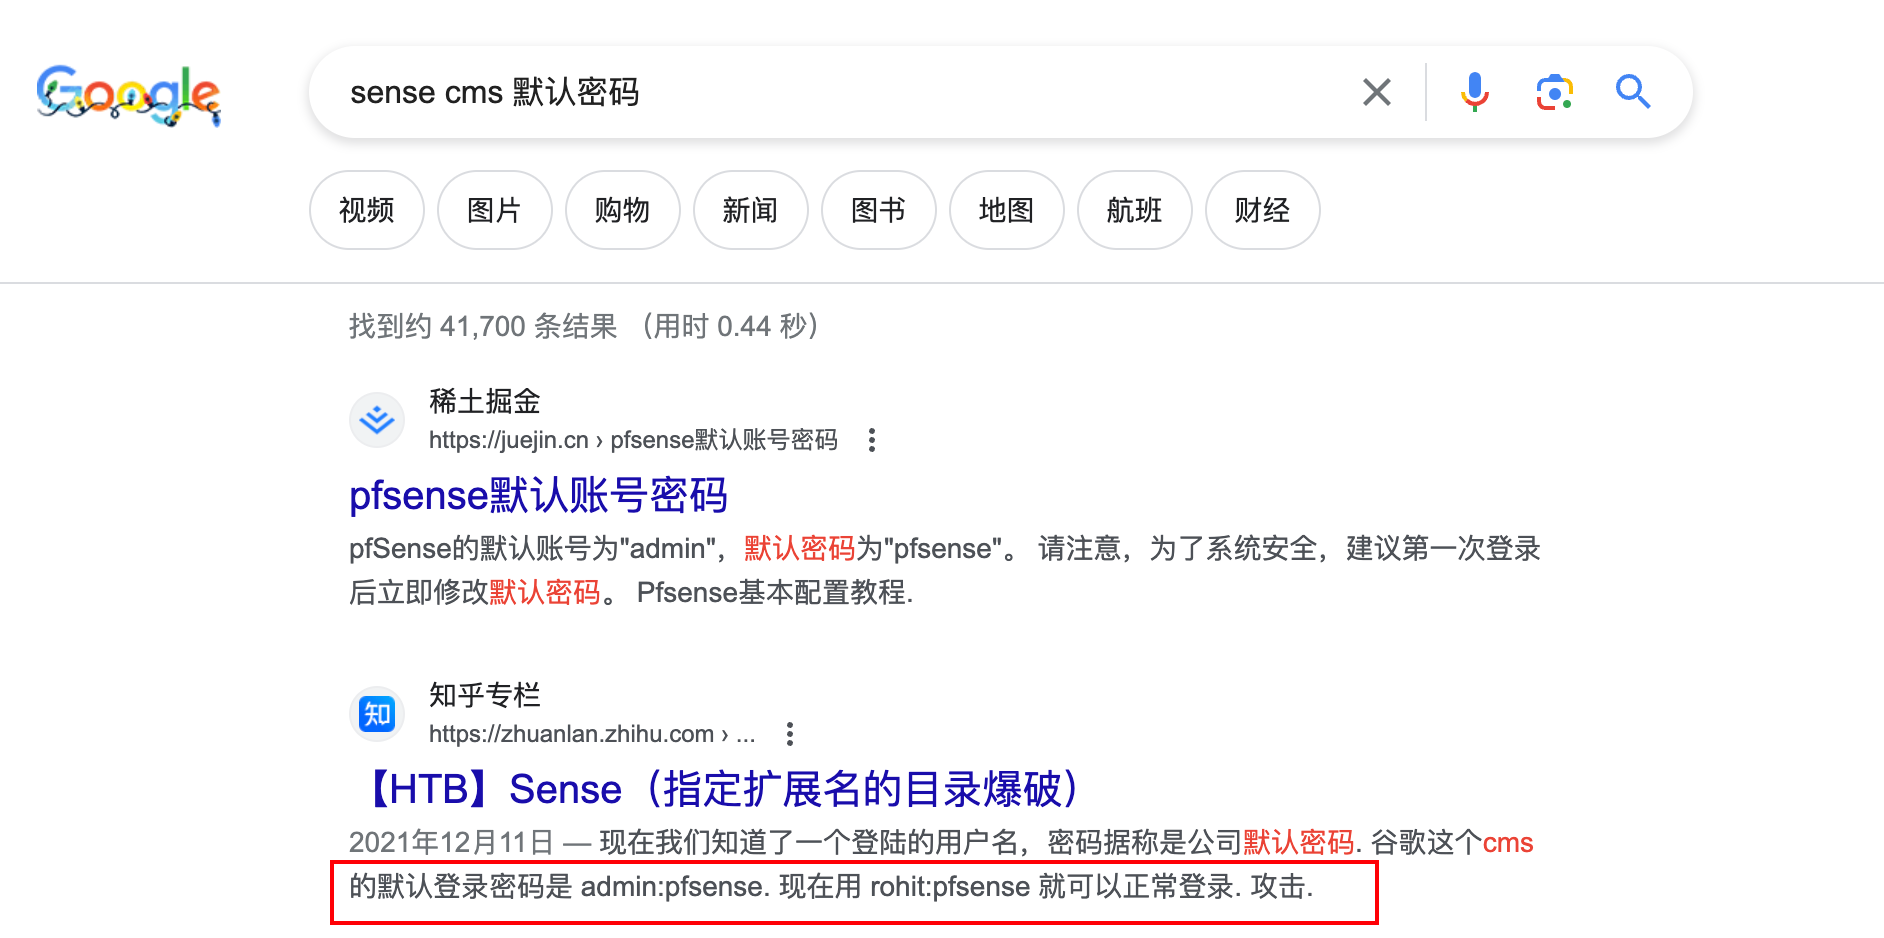 Google
sense cms 默认密码
视频
图片
购物
新闻
图书
地图
航班
财经
找到约 41,700 条结果 （用时 0.44 秒）
稀土掘金
https://juejin.cn › pfsense默认账号密码
pfsense默认账号密码
pfSense的默认账号为"admin"，默认密码为"pfsense"。 请注意，为了系统安全，建议第一次登录
后立即修改默认密码。 Pfsense基本配置教程.
知
知乎专栏
https://zhuanlan.zhihu.com › ...
【HTB】Sense（指定扩展名的目录爆破）
2021年12月11日 — 现在我们知道了一个登陆的用户名，密码据称是公司默认密码. 谷歌这个cms
的默认登录密码是 admin:pfsense. 现在用 rohit:pfsense 就可以正常登录. 攻击.